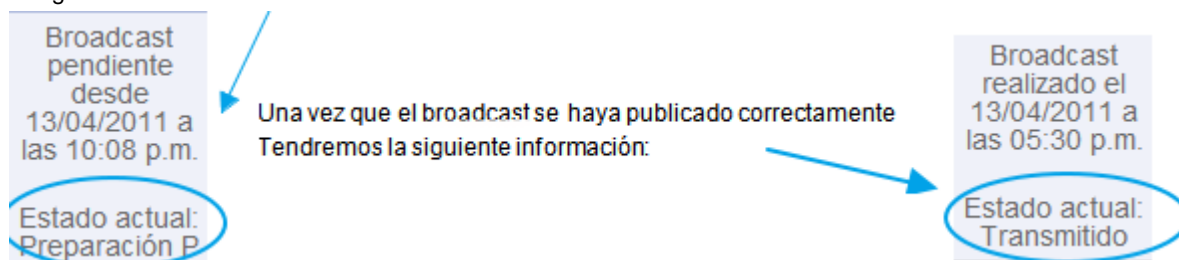 Broadcast
pendiente
desde
13/04/2011 a
las 10:08 p.m.
Estado actual:
Preparación P
Una vez que el broadcast se haya publicado correctamente
Tendremos la siguiente información:
Broadcast
realizado el
13/04/2011 a
las 05:30 p.m.
Estado actual:
Transmitido